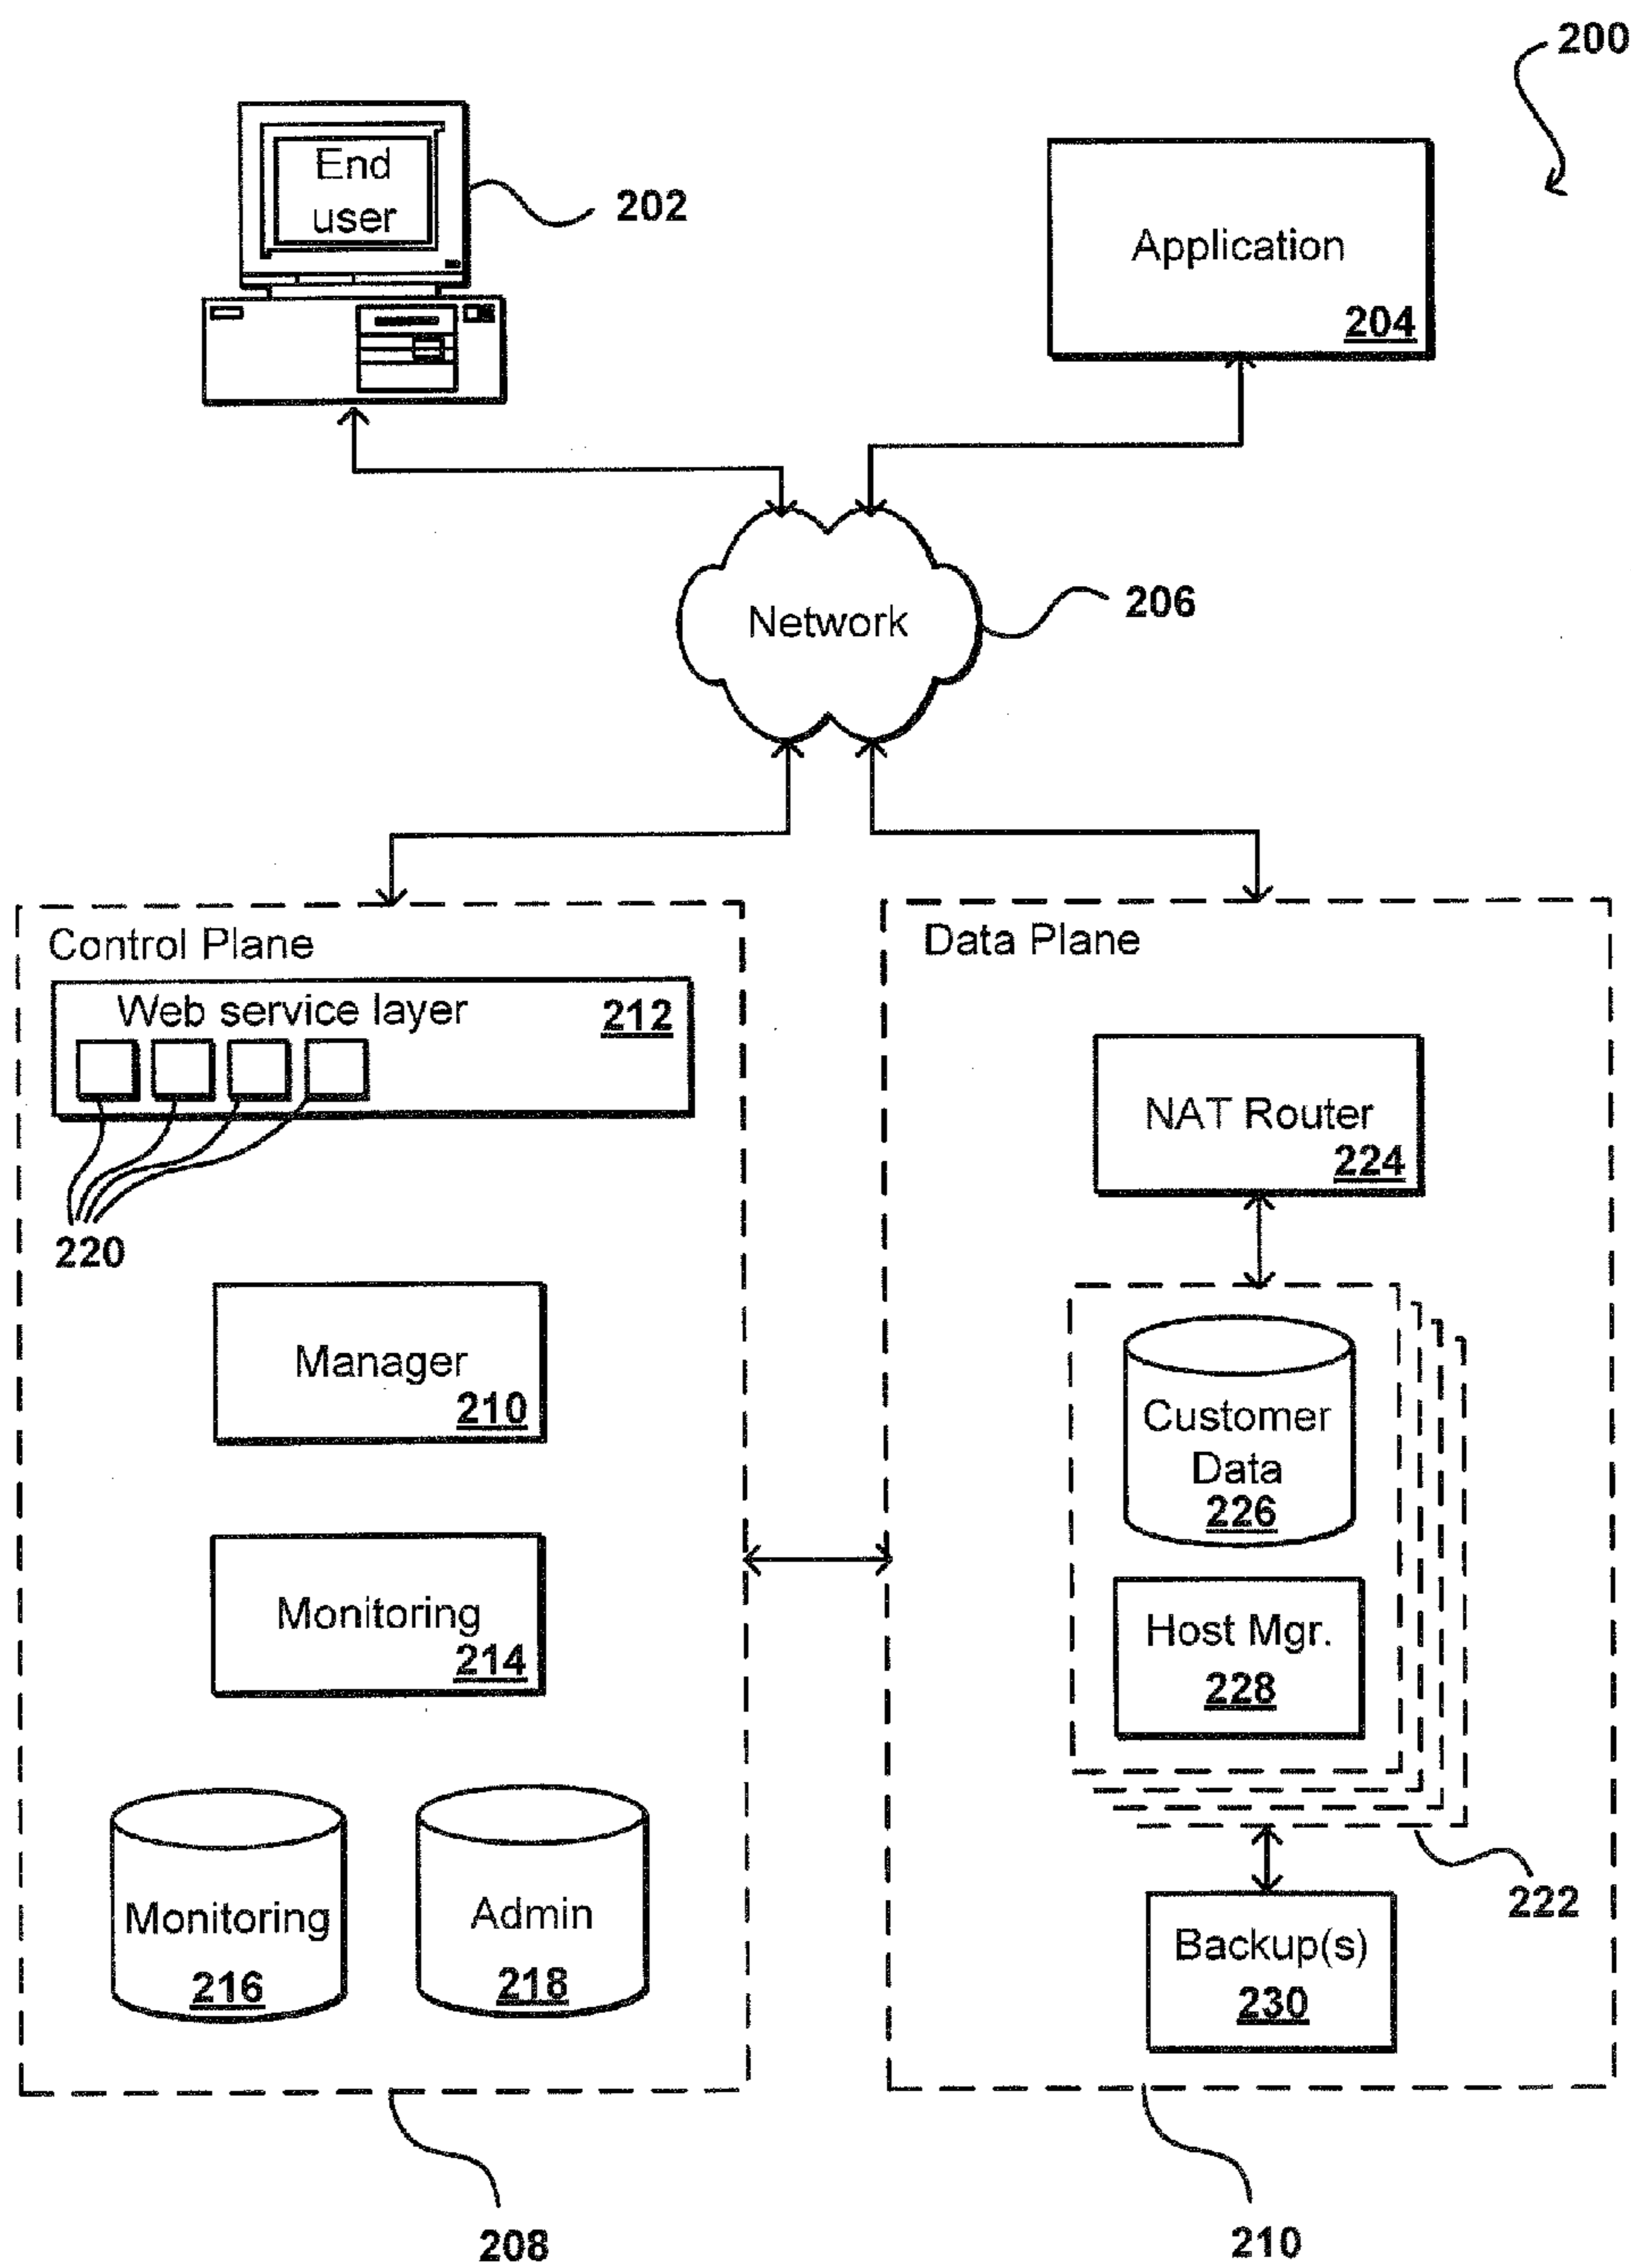 200
End
user
202
Application
204
Network
206
Control Plane
Web service layer
212
220
Manager
210
Monitoring
214
Monitoring
216
Admin
218
208
Data Plane
NAT Router
224
Customer
Data
226
Host Mgr.
228
222
Backup(s)
230
210